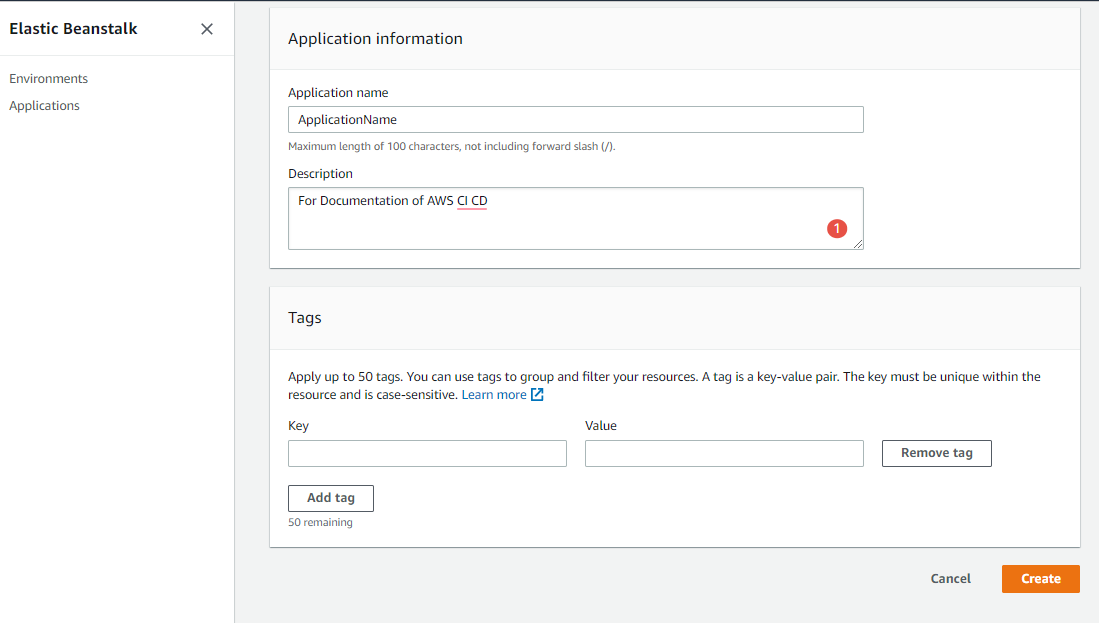 Elastic Beanstalk
Environments
Applications
Application information
Application name
ApplicationName
Maximum length of 100 characters, not including forward slash (/).
Description
For Documentation of AWS CI CD
1
Tags
Apply up to 50 tags. You can use tags to group and filter your resources. A tag is a key-value pair. The key must be unique within the
resource and is case-sensitive. Learn more
Key Value
Remove tag
Add tag
50 remaining
Cancel Create